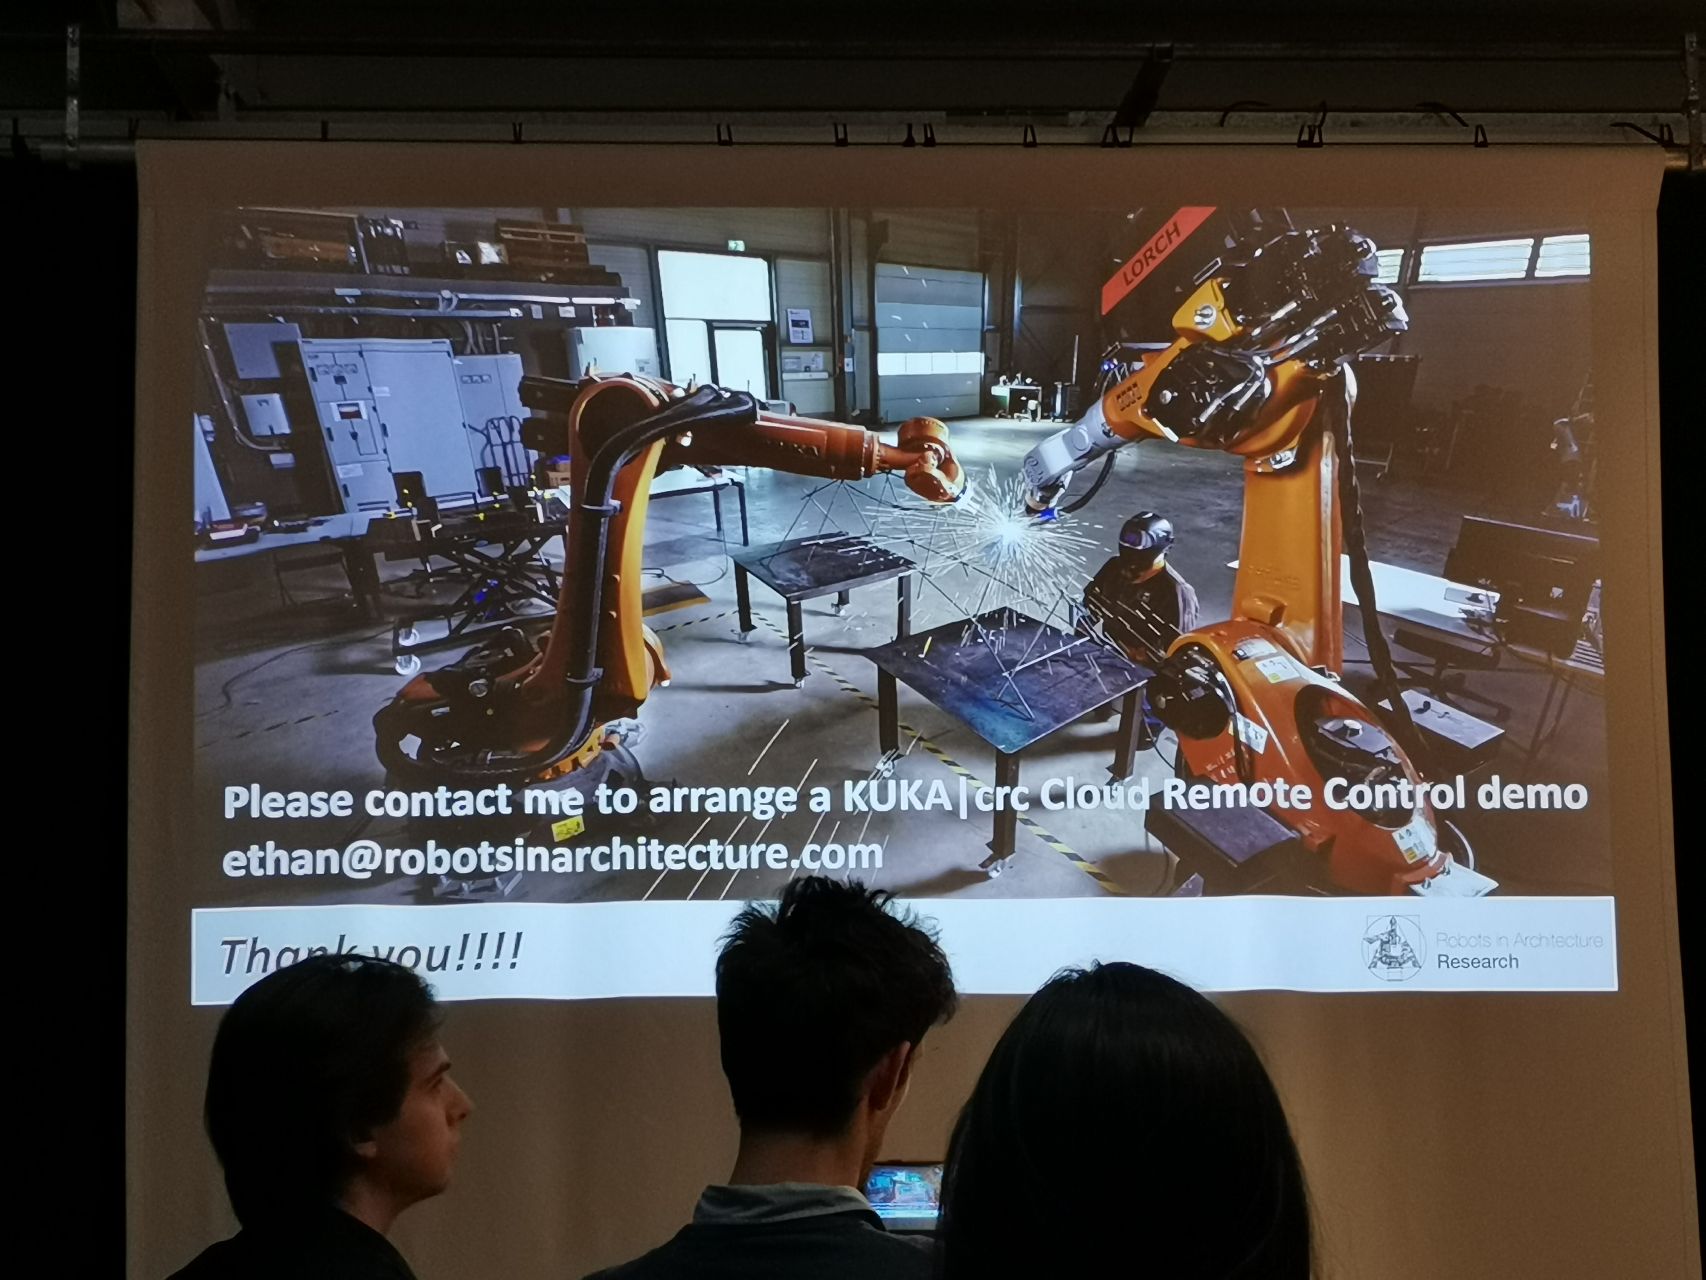 LORCH
KUKA
Please contact me to arrange a KUKA|crc Cloud Remote Control demo
ethan@robotsinarchitecture.com
Thank you!!!!
Robots in Architecture
Research